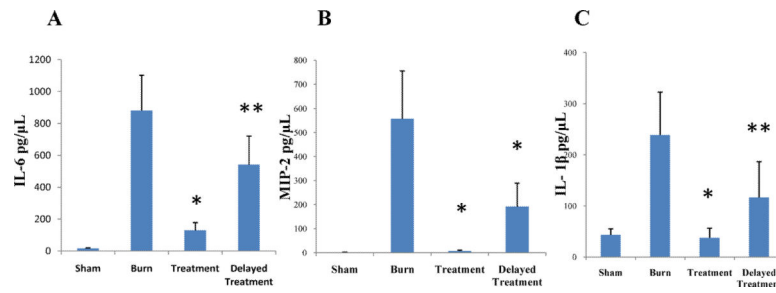 A
B
C
IL-6 pg/μL
1200
1000
800
600
400
200
0
*
**
Sham
Burn
Treatment
Delayed
Treatment
MIP-2 pg/μL
800
700
600
500
400
300
200
100
0
*
*
Sham
Burn
Treatment
Delayed
Treatment
IL- 1β pg/μL
400
300
200
100
0
*
**
Sham
Burn
Treatment
Delayed
Treatment